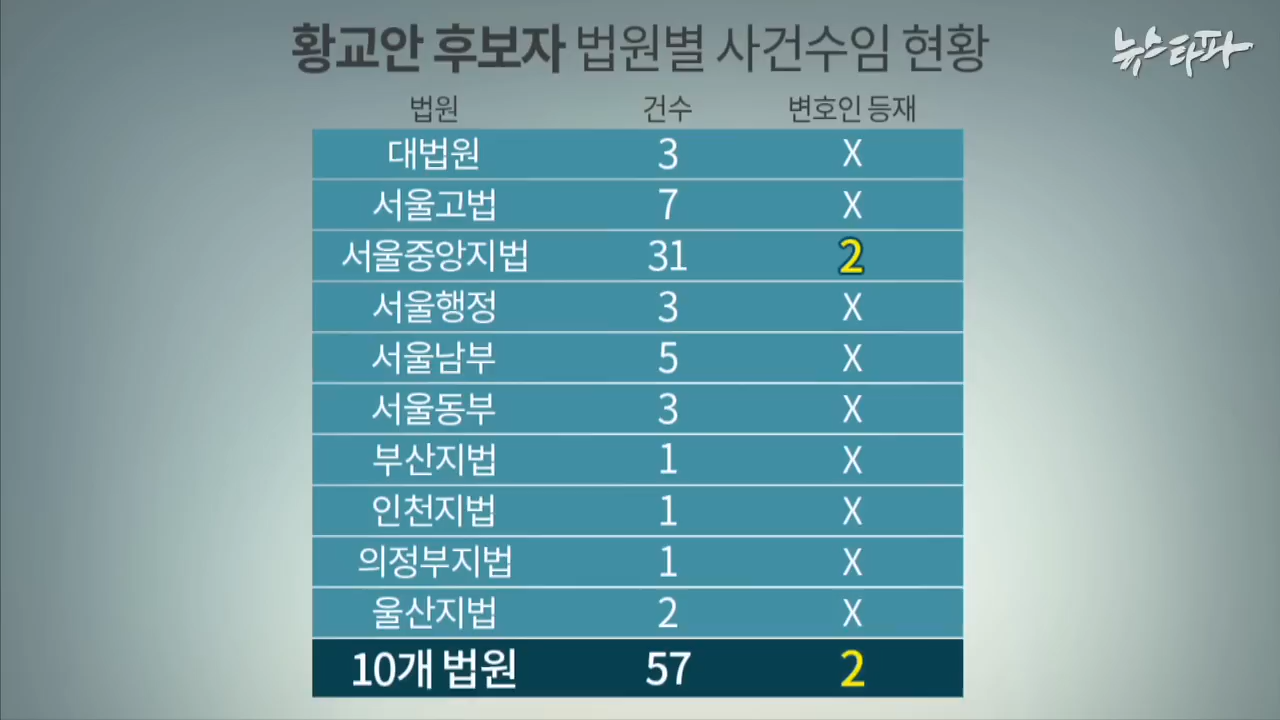 황교안 후보자 법원별 사건수임 현황
뉴스타파
법원 건수 변호인 등재
대법원 3 X
서울고법 7 X
서울중앙지법 31 2
서울행정 3 X
서울남부 5 X
서울동부 3 X
부산지법 1 X
인천지법 1 X
의정부지법 1 X
울산지법 2 X
10개 법원 57 2